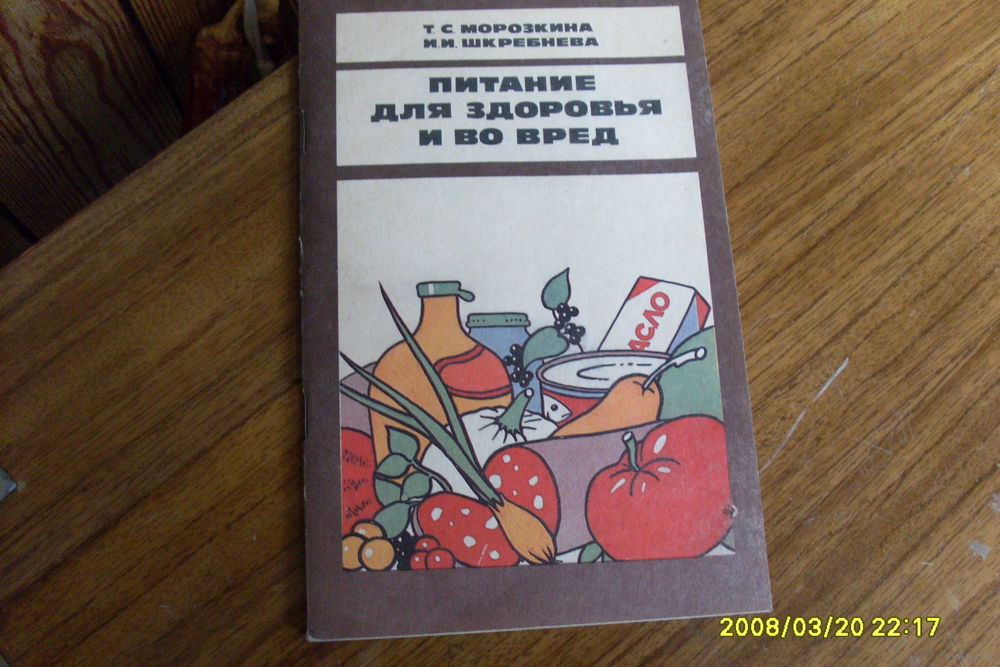 Т. С. МОРОЗКИНА
И. И. ШКРЕБНЕВА
ПИТАНИЕ
ДЛЯ ЗДОРОВЬЯ
И ВО ВРЕД
АСЛО
2008/03/20 22:17